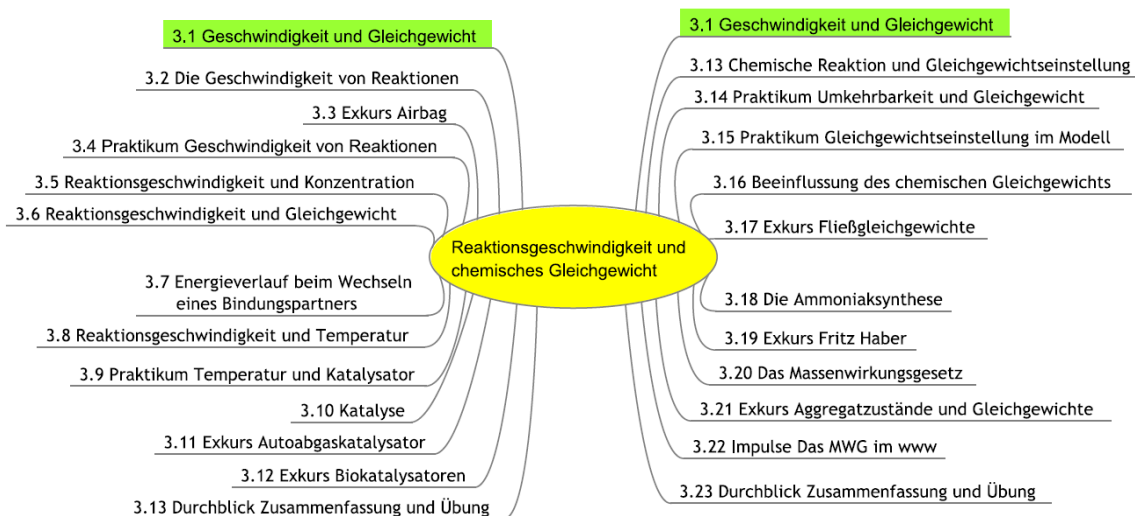 3.1 Geschwindigkeit und Gleichgewicht
3.2 Die Geschwindigkeit von Reaktionen
3.3 Exkurs Airbag
3.4 Praktikum Geschwindigkeit von Reaktionen
3.5 Reaktionsgeschwindigkeit und Konzentration
3.6 Reaktionsgeschwindigkeit und Gleichgewicht
3.7 Energieverlauf beim Wechseln
eines Bindungspartners
3.8 Reaktionsgeschwindigkeit und Temperatur
3.9 Praktikum Temperatur und Katalysator
3.10 Katalyse
3.11 Exkurs Autoabgaskatalysator
3.12 Exkurs Biokatalysatoren
3.13 Durchblick Zusammenfassung und Übung
Reaktionsgeschwindigkeit und
chemisches Gleichgewicht
3.1 Geschwindigkeit und Gleichgewicht
3.13 Chemische Reaktion und Gleichgewichtseinstellung
3.14 Praktikum Umkehrbarkeit und Gleichgewicht
3.15 Praktikum Gleichgewichtseinstellung im Modell
3.16 Beeinflussung des chemischen Gleichgewichts
3.17 Exkurs Fließgleichgewichte
3.18 Die Ammoniaksynthese
3.19 Exkurs Fritz Haber
3.20 Das Massenwirkungsgesetz
3.21 Exkurs Aggregatzustände und Gleichgewichte
3.22 Impulse Das MWG im www
3.23 Durchblick Zusammenfassung und Übung